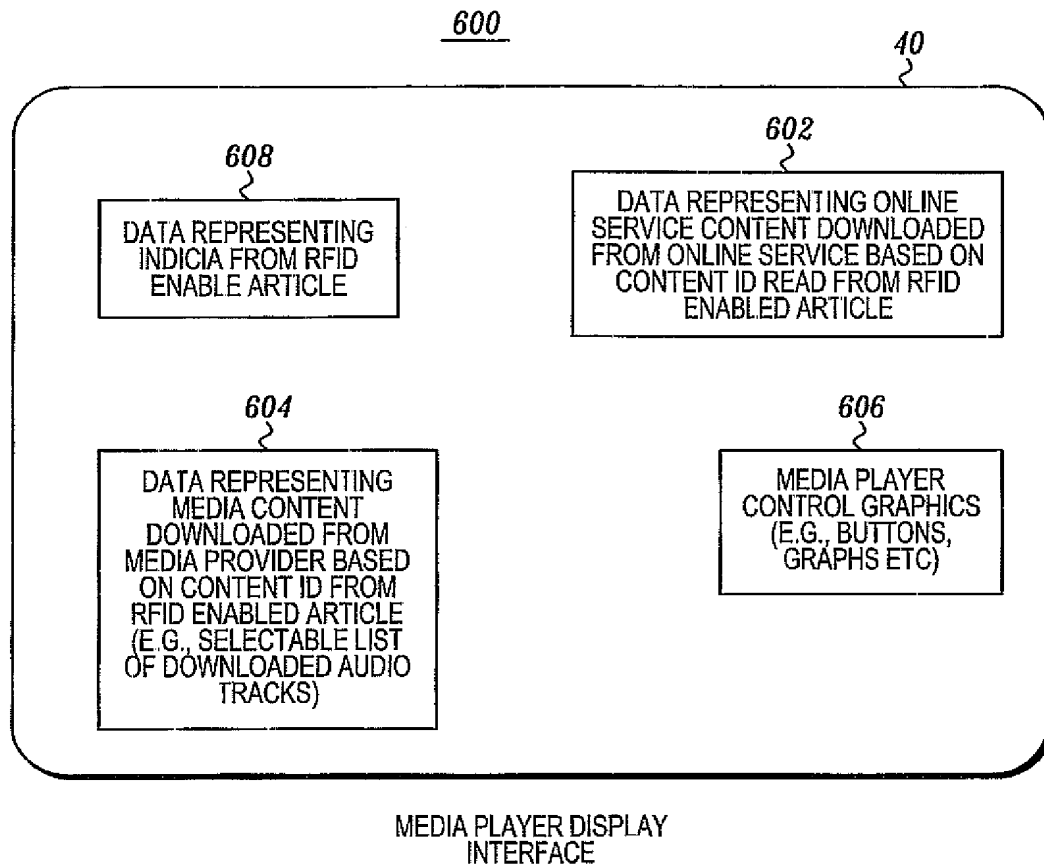 600
40
608
DATA REPRESENTING
INDICIA FROM RFID
ENABLE ARTICLE
602
DATA REPRESENTING ONLINE
SERVICE CONTENT DOWNLOADED
FROM ONLINE SERVICE BASED ON
CONTENT ID READ FROM RFID
ENABLED ARTICLE
604
DATA REPRESENTING
MEDIA CONTENT
DOWNLOADED FROM
MEDIA PROVIDER BASED
ON CONTENT ID FROM
RFID ENABLED ARTICLE
(E.G., SELECTABLE LIST
OF DOWNLOADED AUDIO
TRACKS)
606
MEDIA PLAYER
CONTROL GRAPHICS
(E.G., BUTTONS,
GRAPHS ETC)
MEDIA PLAYER DISPLAY
INTERFACE